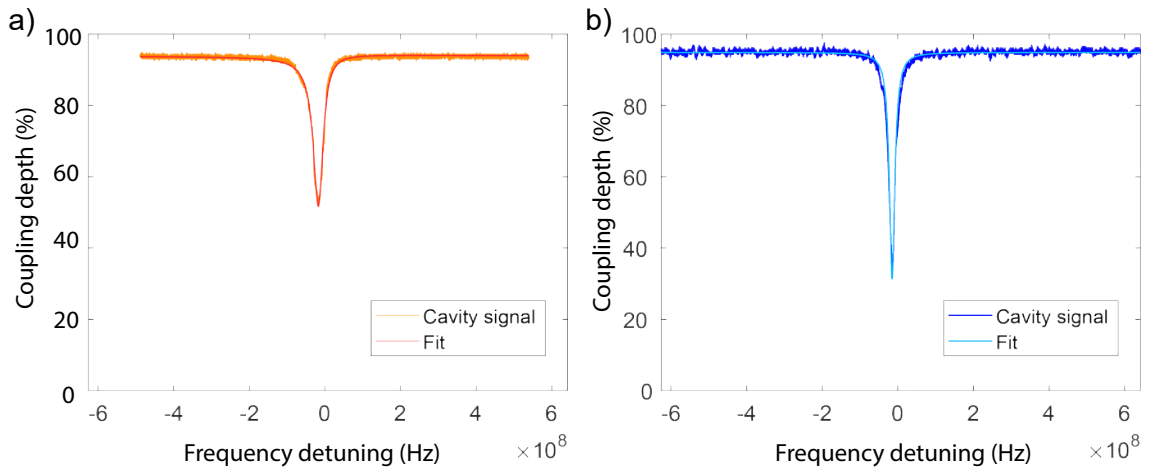 a)
100
80
60
40
20
0
Coupling depth (%)
Cavity signal
Fit
-6
-4
-2
0
2
4
6
×10^8
Frequency detuning (Hz)
b)
100
80
60
40
20
0
Coupling depth (%)
Cavity signal
Fit
-6
-4
-2
0
2
4
6
×10^8
Frequency detuning (Hz)